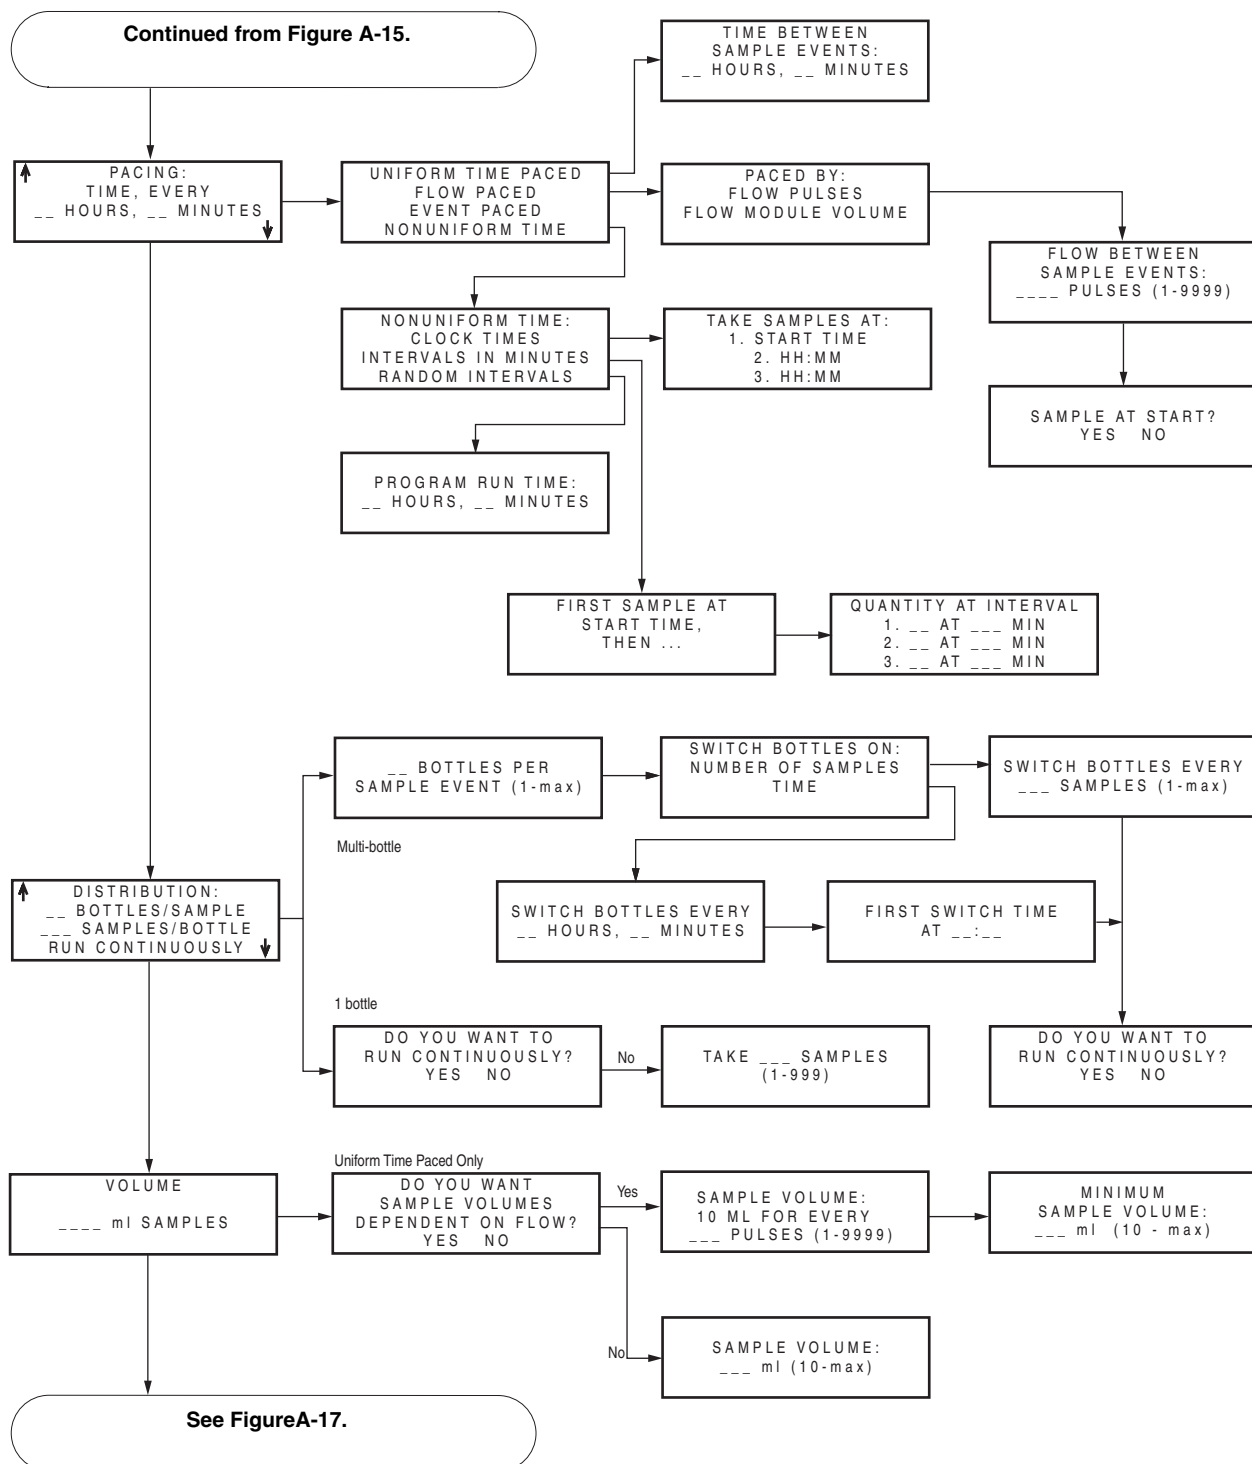 Continued from Figure A-15.
TIME BETWEEN
SAMPLE EVENTS:
__ HOURS, __ MINUTES
PACING:
TIME, EVERY
__ HOURS, __ MINUTES
UNIFORM TIME PACED
FLOW PACED
EVENT PACED
NONUNIFORM TIME
PACED BY:
FLOW PULSES
FLOW MODULE VOLUME
FLOW BETWEEN
SAMPLE EVENTS:
____ PULSES (1-9999)
NONUNIFORM TIME:
CLOCK TIMES
INTERVALS IN MINUTES
RANDOM INTERVALS
TAKE SAMPLES AT:
1. START TIME
2. HH:MM
3. HH:MM
SAMPLE AT START?
YES NO
PROGRAM RUN TIME:
__ HOURS, __ MINUTES
FIRST SAMPLE AT
START TIME,
THEN ...
QUANTITY AT INTERVAL
1. __ AT ___ MIN
2. __ AT ___ MIN
3. __ AT ___ MIN
__ BOTTLES PER
SAMPLE EVENT (1-max)
SWITCH BOTTLES ON:
NUMBER OF SAMPLES
TIME
SWITCH BOTTLES EVERY
___ SAMPLES (1-max)
Multi-bottle
DISTRIBUTION:
__ BOTTLES/SAMPLE
___ SAMPLES/BOTTLE
RUN CONTINUOUSLY
SWITCH BOTTLES EVERY
__ HOURS, __ MINUTES
FIRST SWITCH TIME
AT __:__
1 bottle
DO YOU WANT TO
RUN CONTINUOUSLY?
YES NO
No
TAKE ___ SAMPLES
(1-999)
DO YOU WANT TO
RUN CONTINUOUSLY?
YES NO
Uniform Time Paced Only
VOLUME
____ ml SAMPLES
DO YOU WANT
SAMPLE VOLUMES
DEPENDENT ON FLOW?
YES NO
Yes
SAMPLE VOLUME:
10 ML FOR EVERY
___ PULSES (1-9999)
MINIMUM
SAMPLE VOLUME:
___ ml (10 - max)
No
SAMPLE VOLUME:
___ ml (10-max)
See FigureA-17.